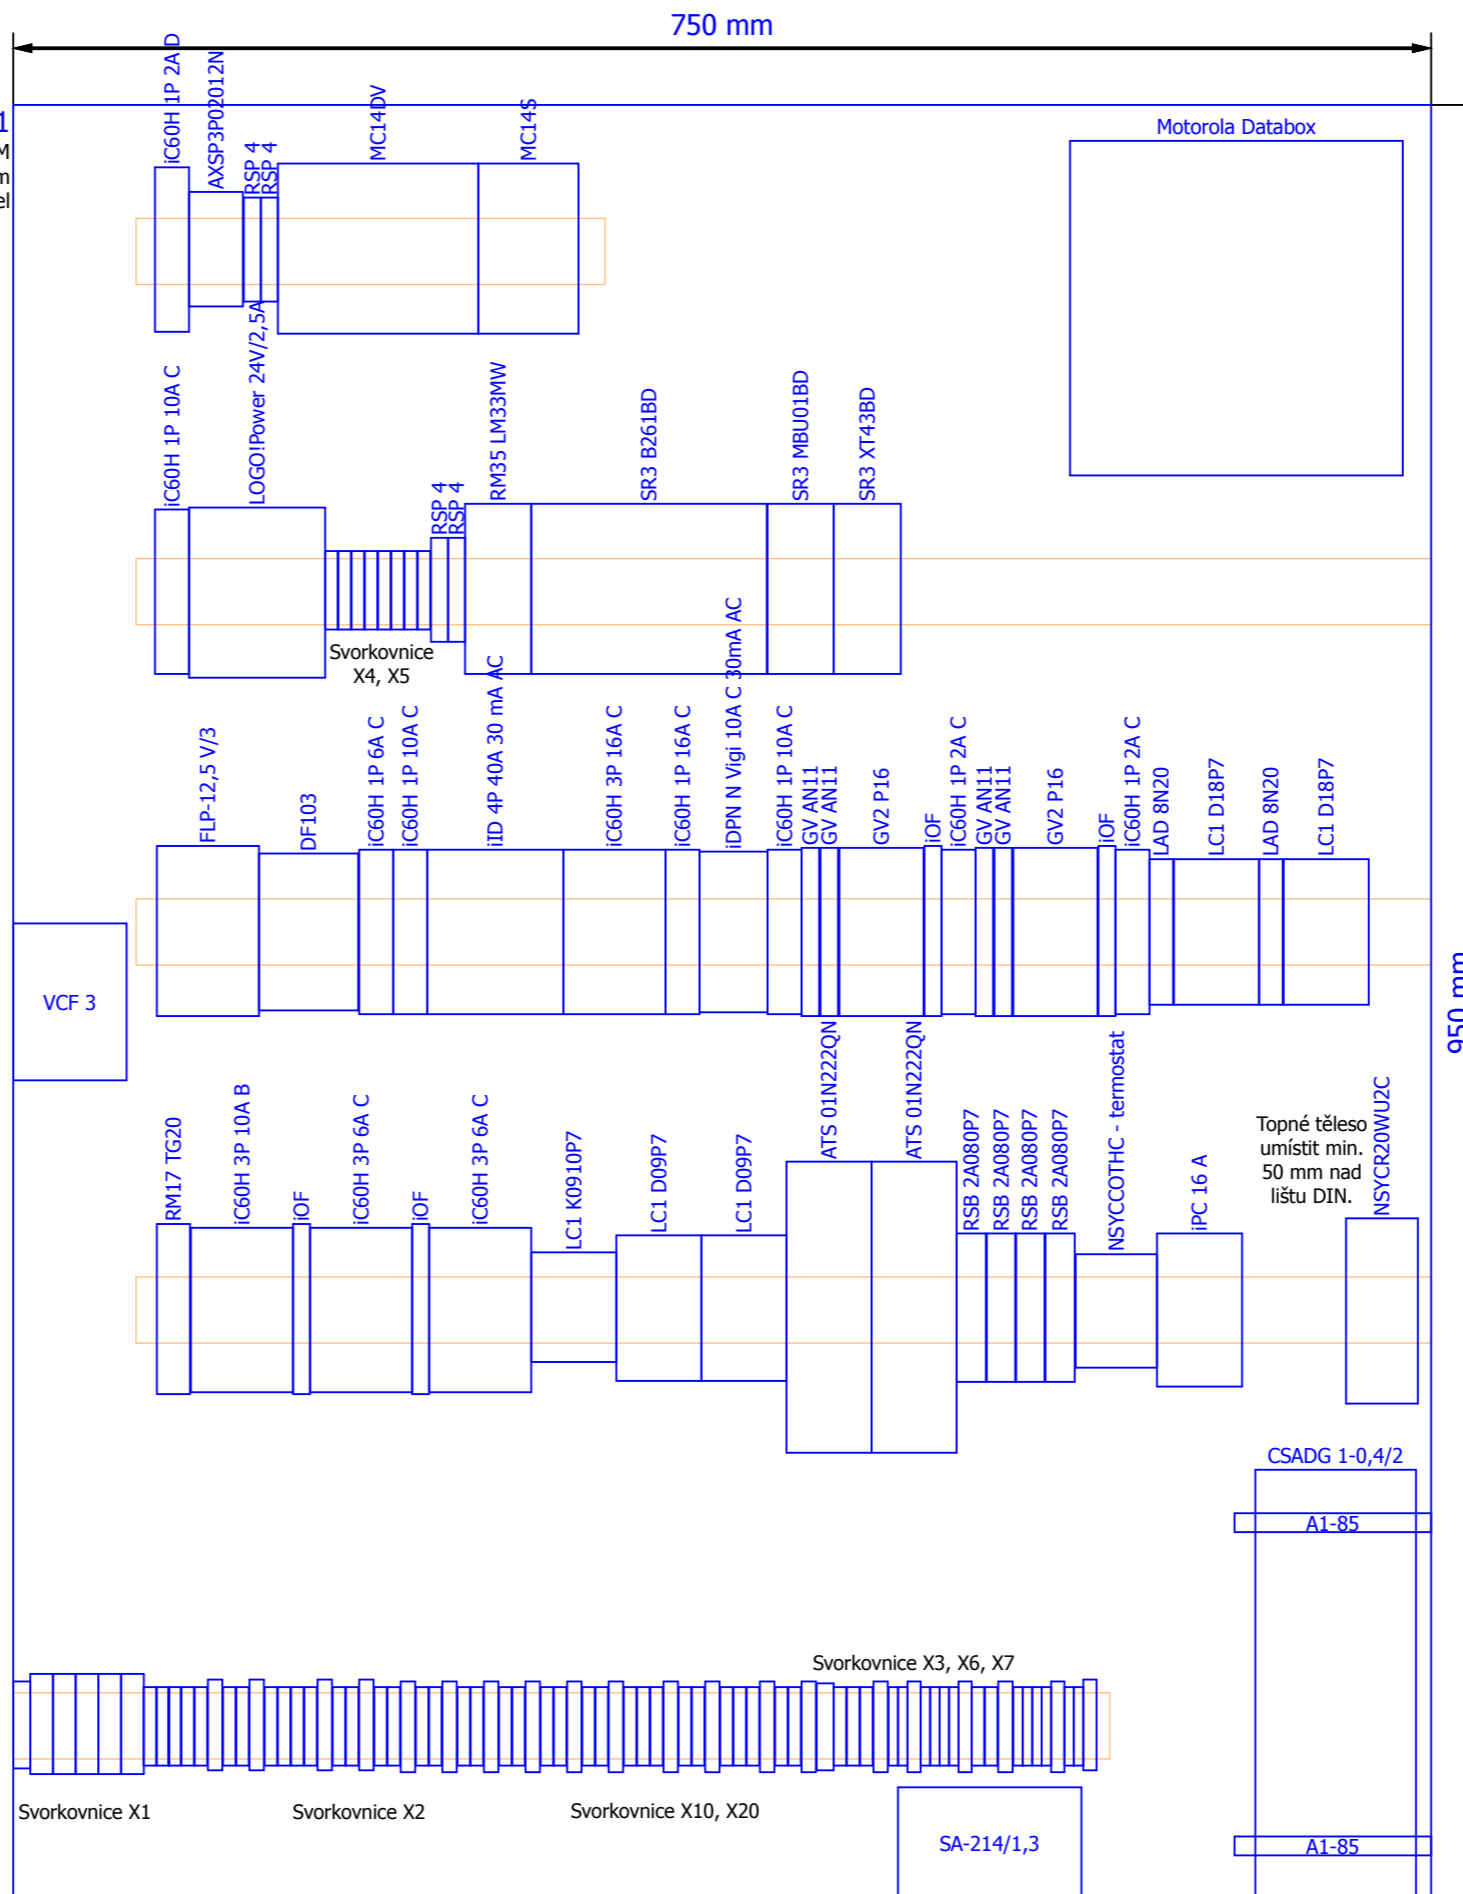 750 mm
1
M
m
el
iC60H 1P 2A D
AXSP3P02012N
RSP 4
RSP 4
MC14DV
MC14S
Motorola Databox
iC60H 1P 10A C
LOGO!Power 24V/2,5A
Svorkovnice
X4, X5
RSP 4
RSP 4
RM35 LM33MW
SR3 B261BD
SR3 MBU01BD
SR3 XT43BD
FLP-12,5 V/3
DF103
iC60H 1P 6A C
iC60H 1P 10A C
iID 4P 40A 30 mA AC
iC60H 3P 16A C
iC60H 1P 16A C
iDPN N Vigi 10A C 30mA AC
iC60H 1P 10A C
GV AN11
GV AN11
GV2 P16
iOF
iC60H 1P 2A C
GV AN11
GV AN11
GV2 P16
iOF
iC60H 1P 2A C
LAD 8N20
LC1 D18P7
LAD 8N20
LC1 D18P7
VCF 3
950 mm
RM17 TG20
iC60H 3P 10A B
iOF
iC60H 3P 6A C
iOF
iC60H 3P 6A C
LC1 K0910P7
LC1 D09P7
LC1 D09P7
ATS 01N222QN
ATS 01N222QN
RSB 2A080P7
RSB 2A080P7
RSB 2A080P7
RSB 2A080P7
NSYCCOTHC - termostat
iPC 16 A
Topné těleso
umístit min.
50 mm nad
lištu DIN.
NSYCR20WU2C
CSADG 1-0,4/2
A1-85
Svorkovnice X3, X6, X7
Svorkovnice X1
Svorkovnice X2
Svorkovnice X10, X20
SA-214/1,3
A1-85